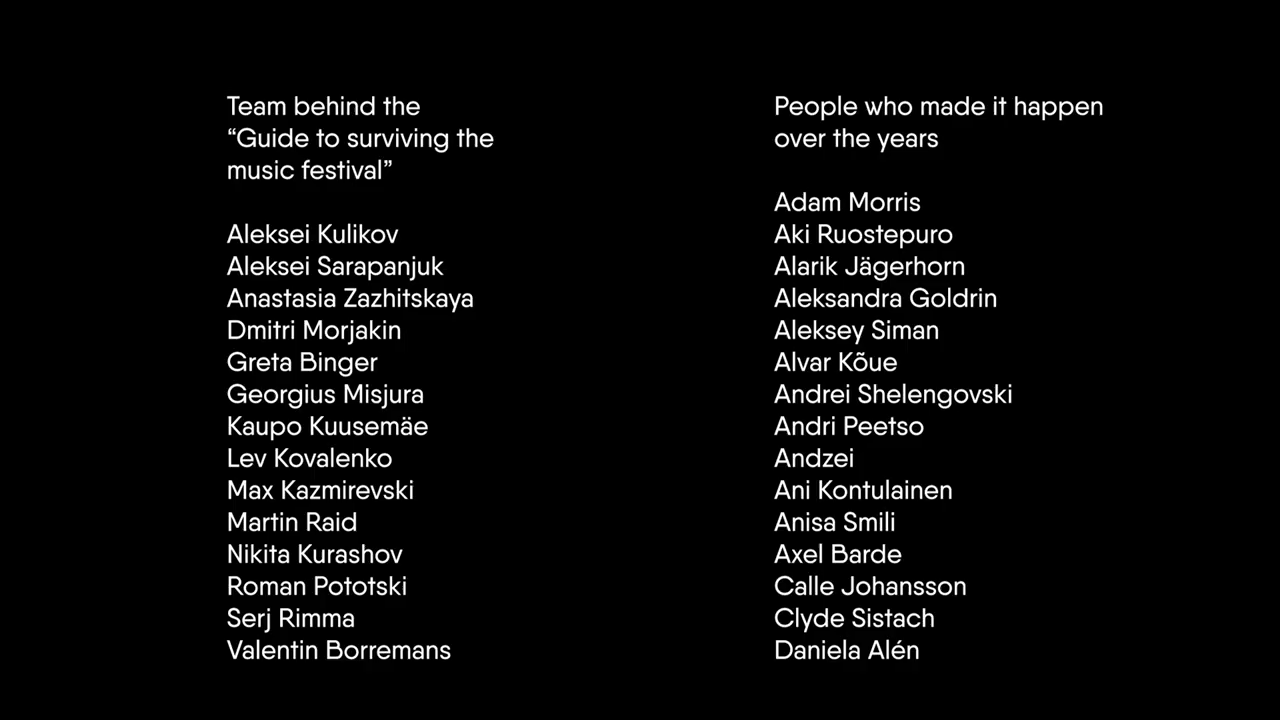 Team behind the
“Guide to surviving the
music festival”
Aleksei Kulikov
Aleksei Sarapanjuk
Anastasia Zazhitskaya
Dmitri Morjakin
Greta Binger
Georgius Misjura
Kaupo Kuusemäe
Lev Kovalenko
Max Kazmirevski
Martin Raid
Nikita Kurashov
Roman Pototski
Serj Rimma
Valentin Borremans
People who made it happen
over the years
Adam Morris
Aki Ruostepuro
Alarik Jägerhorn
Aleksandra Goldrin
Aleksey Siman
Alvar Kõue
Andrei Shelengovski
Andri Peetso
Andzei
Ani Kontulainen
Anisa Smili
Axel Barde
Calle Johansson
Clyde Sistach
Daniela Alén